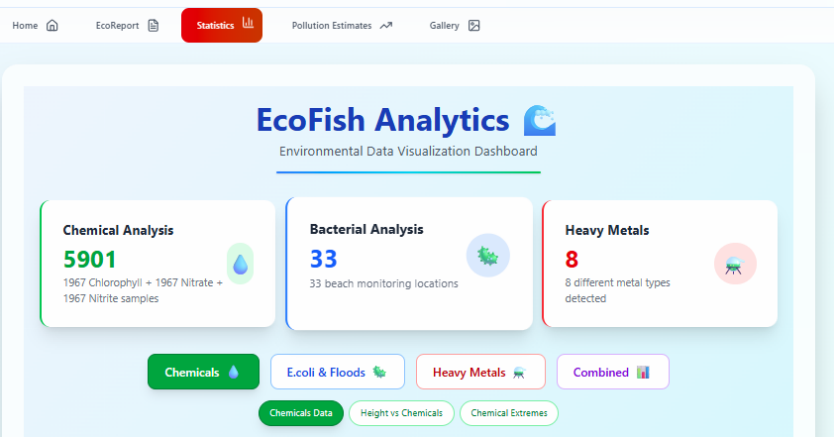 Home EcoReport Statistics Pollution Estimates Gallery
EcoFish Analytics
Environmental Data Visualization Dashboard
Chemical Analysis
5901
1967 Chlorophyll + 1967 Nitrate +
1967 Nitrite samples
Bacterial Analysis
33
33 beach monitoring locations
Heavy Metals
8
8 different metal types
detected
Chemicals E.coli & Floods Heavy Metals Combined
Chemicals Data Height vs Chemicals Chemical Extremes